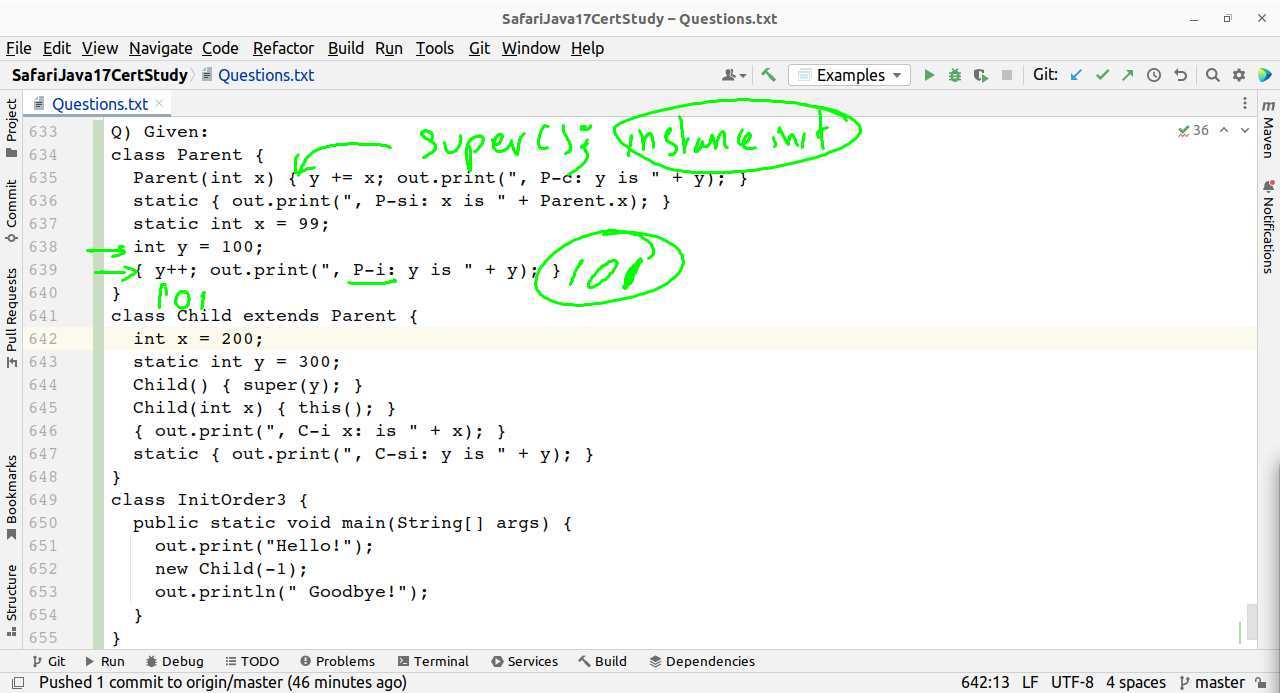 SafariJava17CertStudy – Questions.txt
File Edit View Navigate Code Refactor Build Run Tools Git Window Help
SafariJava17CertStudy Questions.txt Examples Git:
Questions.txt
Project
Commit
Pull Requests
Bookmarks
Structure
Maven
Notifications
36
super(); instance init
633 Q) Given:
634 class Parent {
635 Parent(int x) { y += x; out.print(", P-c: y is " + y); }
636 static { out.print(", P-si: x is " + Parent.x); }
637 static int x = 99;
638 int y = 100;
639 { y++; out.print(", P-i: y is " + y); }
101
640 }
101
641 class Child extends Parent {
642 int x = 200;
643 static int y = 300;
644 Child() { super(y); }
645 Child(int x) { this(); }
646 { out.print(", C-i x: is " + x); }
647 static { out.print(", C-si: y is " + y); }
648 }
649 class InitOrder3 {
650 public static void main(String[] args) {
651 out.print("Hello!");
652 new Child(-1);
653 out.println(" Goodbye!");
654 }
655 }
Git Run Debug TODO Problems Terminal Services Build Dependencies
Pushed 1 commit to origin/master (46 minutes ago) 642:13 LF UTF-8 4 spaces master